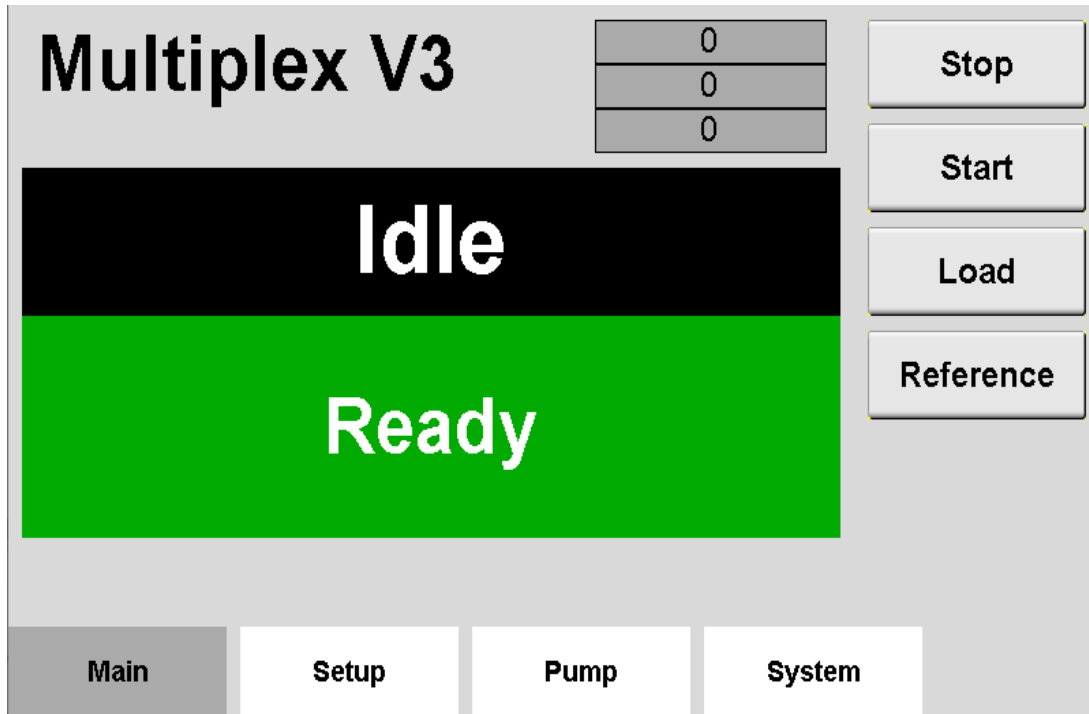 Multiplex V3
0
0
0
Stop
Start
Load
Reference
Idle
Ready
Main
Setup
Pump
System